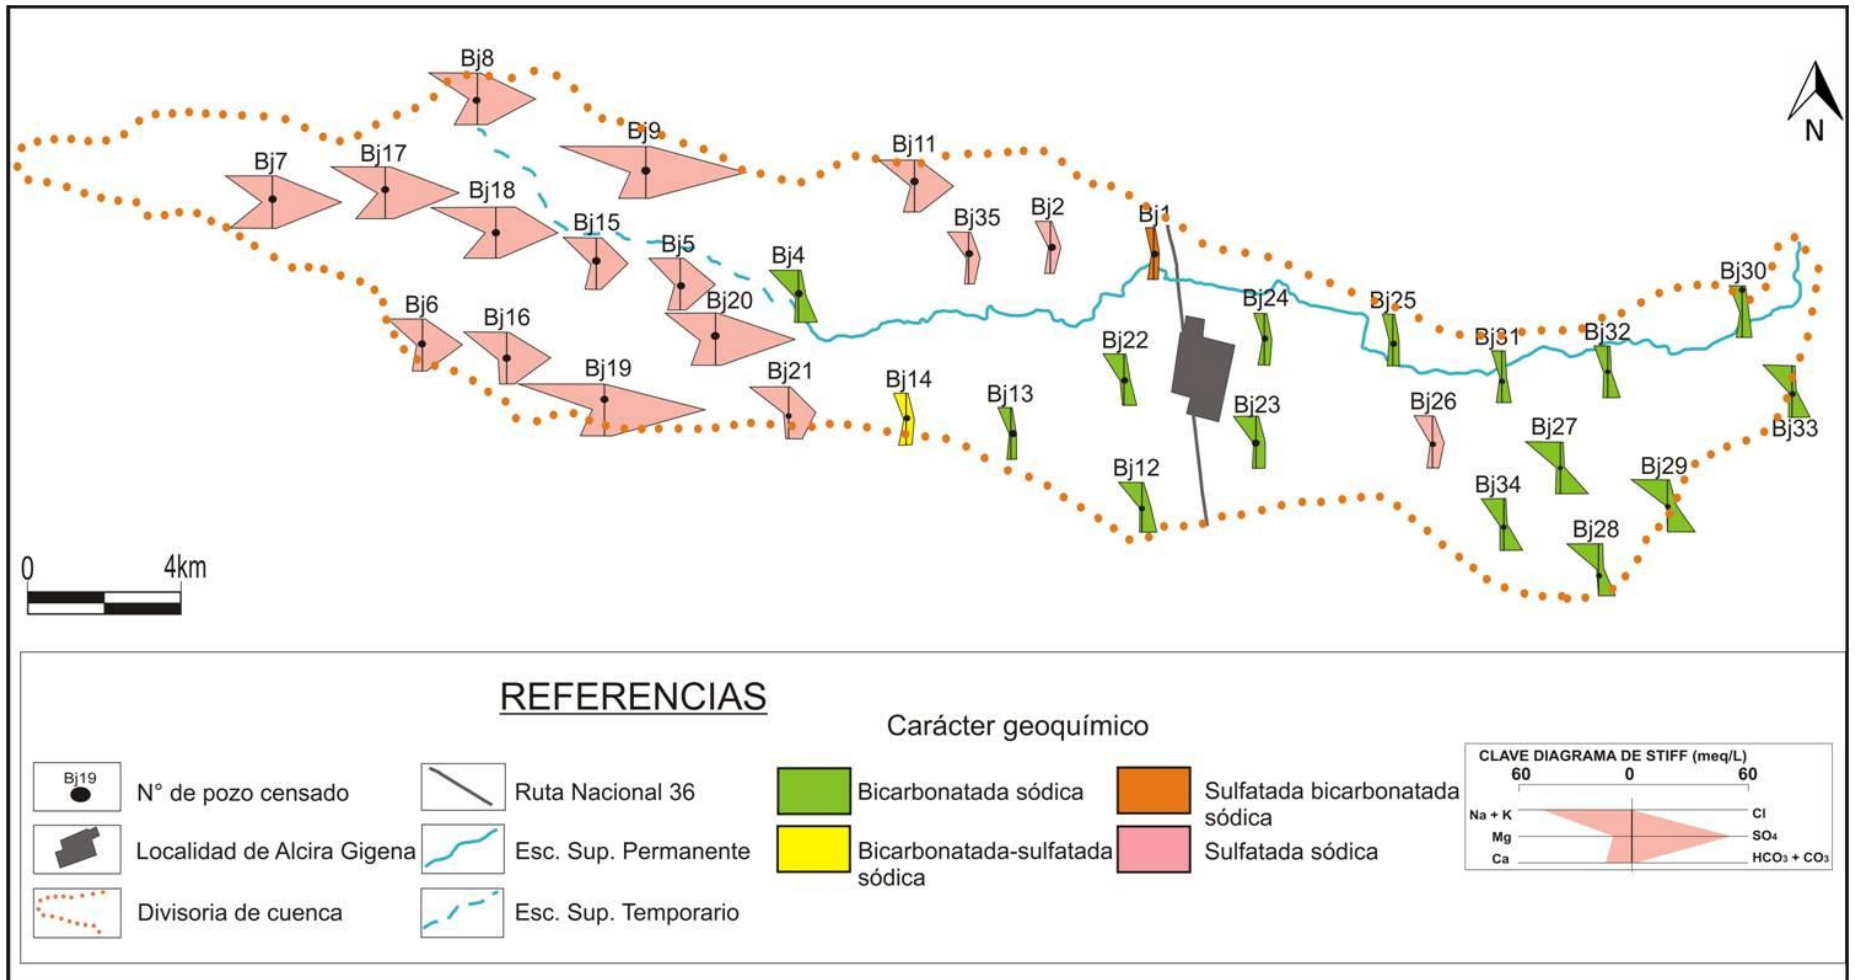 Bj8
Bj9
Bj11
Bj17
Bj7
Bj18
Bj2
Bj35
Bj1
Bj15
Bj5
Bj4
Bj30
Bj20
Bj24
Bj25
Bj6
Bj16
Bj31
Bj32
Bj22
Bj19
Bj21
Bj14
Bj13
Bj23
Bj26
Bj27
Bj33
Bj12
Bj29
Bj34
Bj28
N
0 4km
REFERENCIAS
Carácter geoquímico
Bj19
N° de pozo censado
Localidad de Alcira Gigena
Divisoria de cuenca
Ruta Nacional 36
Esc. Sup. Permanente
Esc. Sup. Temporario
Bicarbonatada sódica
Bicarbonatada-sulfatada
sódica
Sulfatada bicarbonatada
sódica
Sulfatada sódica
CLAVE DIAGRAMA DE STIFF (meq/L)
60 0 60
Na + K Cl
Mg SO4
Ca HCO3 + CO3